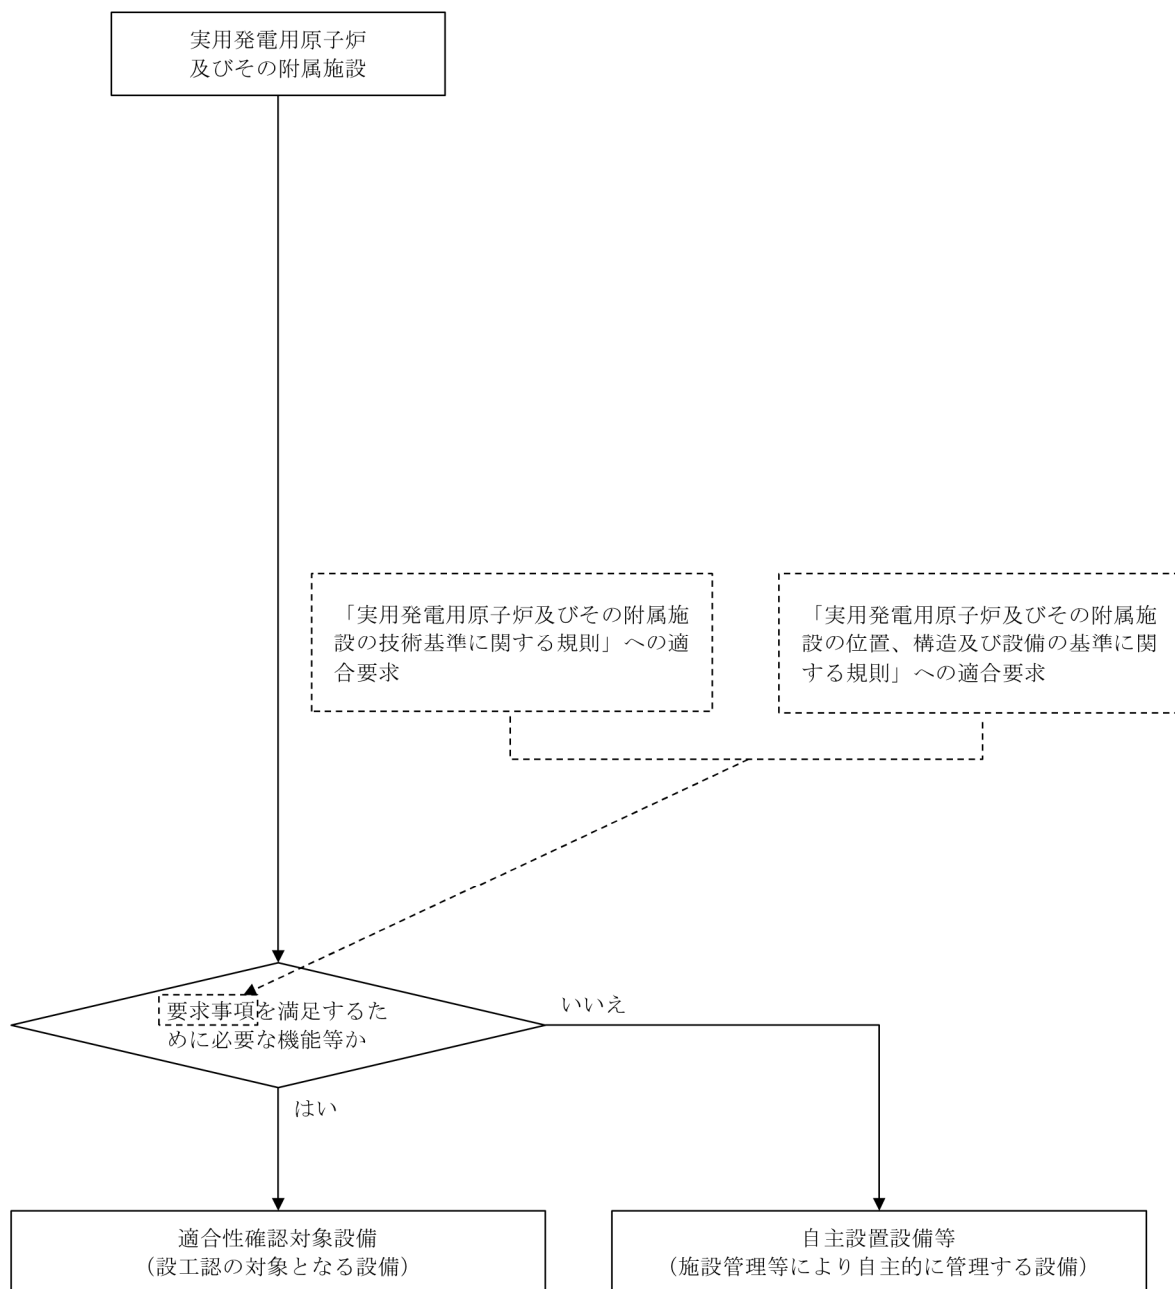 実用発電用原子炉
及びその附属施設
「実用発電用原子炉及びその附属施
設の技術基準に関する規則」への適
合要求
「実用発電用原子炉及びその附属施
設の位置、構造及び設備の基準に関
する規則」への適合要求
要求事項を満足するた
めに必要な機能等か
いいえ
はい
適合性確認対象設備
（設工認の対象となる設備）
自主設置設備等
（施設管理等により自主的に管理する設備）